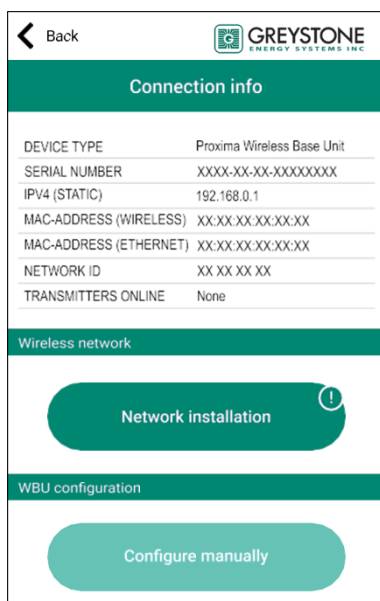 Back
GREYSTONE
ENERGY SYSTEMS INC
Connection info
DEVICE TYPE Proxima Wireless Base Unit
SERIAL NUMBER XXXX-XX-XX-XXXXXXXX
IPV4 (STATIC) 192.168.0.1
MAC-ADDRESS (WIRELESS) XX:XX:XX:XX:XX:XX
MAC-ADDRESS (ETHERNET) XX:XX:XX:XX:XX:XX
NETWORK ID XX XX XX XX
TRANSMITTERS ONLINE None
Wireless network
Network installation
!
WBU configuration
Configure manually